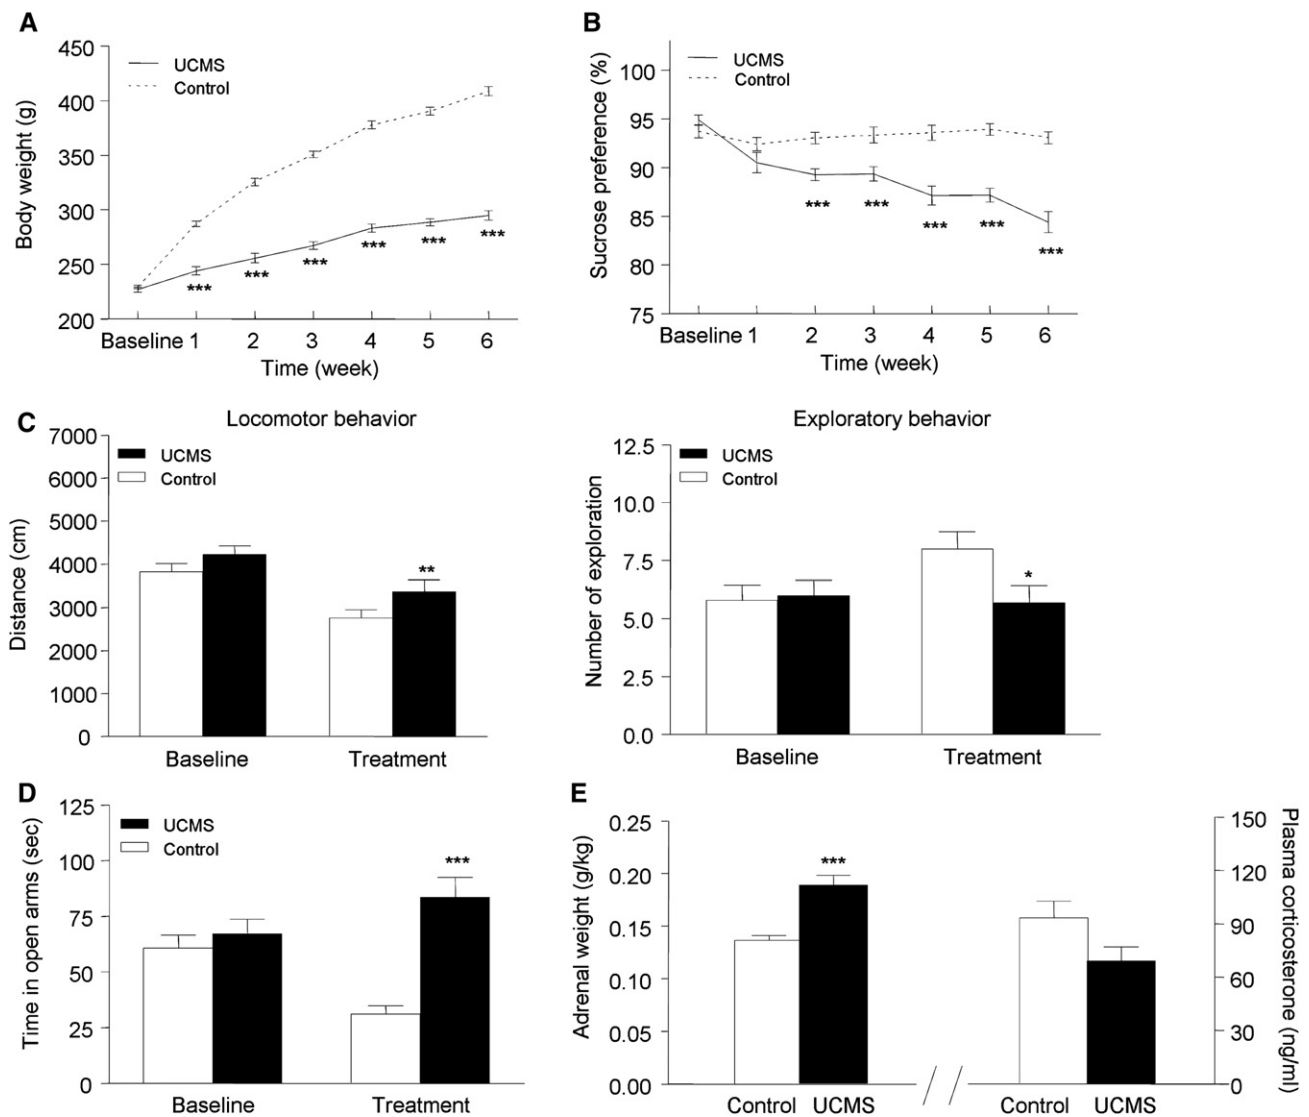 A
Body weight (g)
450
400
350
300
250
200
UCMS
Control
***
***
***
***
***
***
Baseline 1 2 3 4 5 6
Time (week)
B
Sucrose preference (%)
100
95
90
85
80
75
UCMS
Control
***
***
***
***
***
Baseline 1 2 3 4 5 6
Time (week)
C
Locomotor behavior
Distance (cm)
7000
6000
5000
4000
3000
2000
1000
0
UCMS
Control
**
Baseline Treatment
Exploratory behavior
Number of exploration
12.5
10.0
7.5
5.0
2.5
0.0
UCMS
Control
*
Baseline Treatment
D
Time in open arms (sec)
125
100
75
50
25
0
UCMS
Control
***
Baseline Treatment
E
Adrenal weight (g/kg)
0.25
0.20
0.15
0.10
0.05
0.00
***
Control UCMS
Control UCMS
150
120
90
60
30
0
Plasma corticosterone (ng/ml)